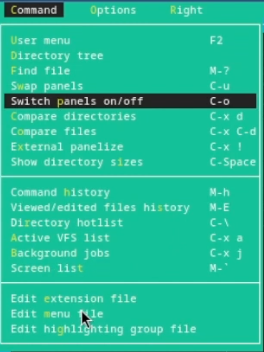 Command Options Right
User menu F2
Directory tree
Find file M-?
Swap panels C-u
Switch panels on/off C-o
Compare directories C-x d
Compare files C-x C-d
External panelize C-x !
Show directory sizes C-Space
Command history M-h
Viewed/edited files history M-E
Directory hotlist C-\
Active VFS list C-x a
Background jobs C-x j
Screen list M-`
Edit extension file
Edit menu file
Edit highlighting group file